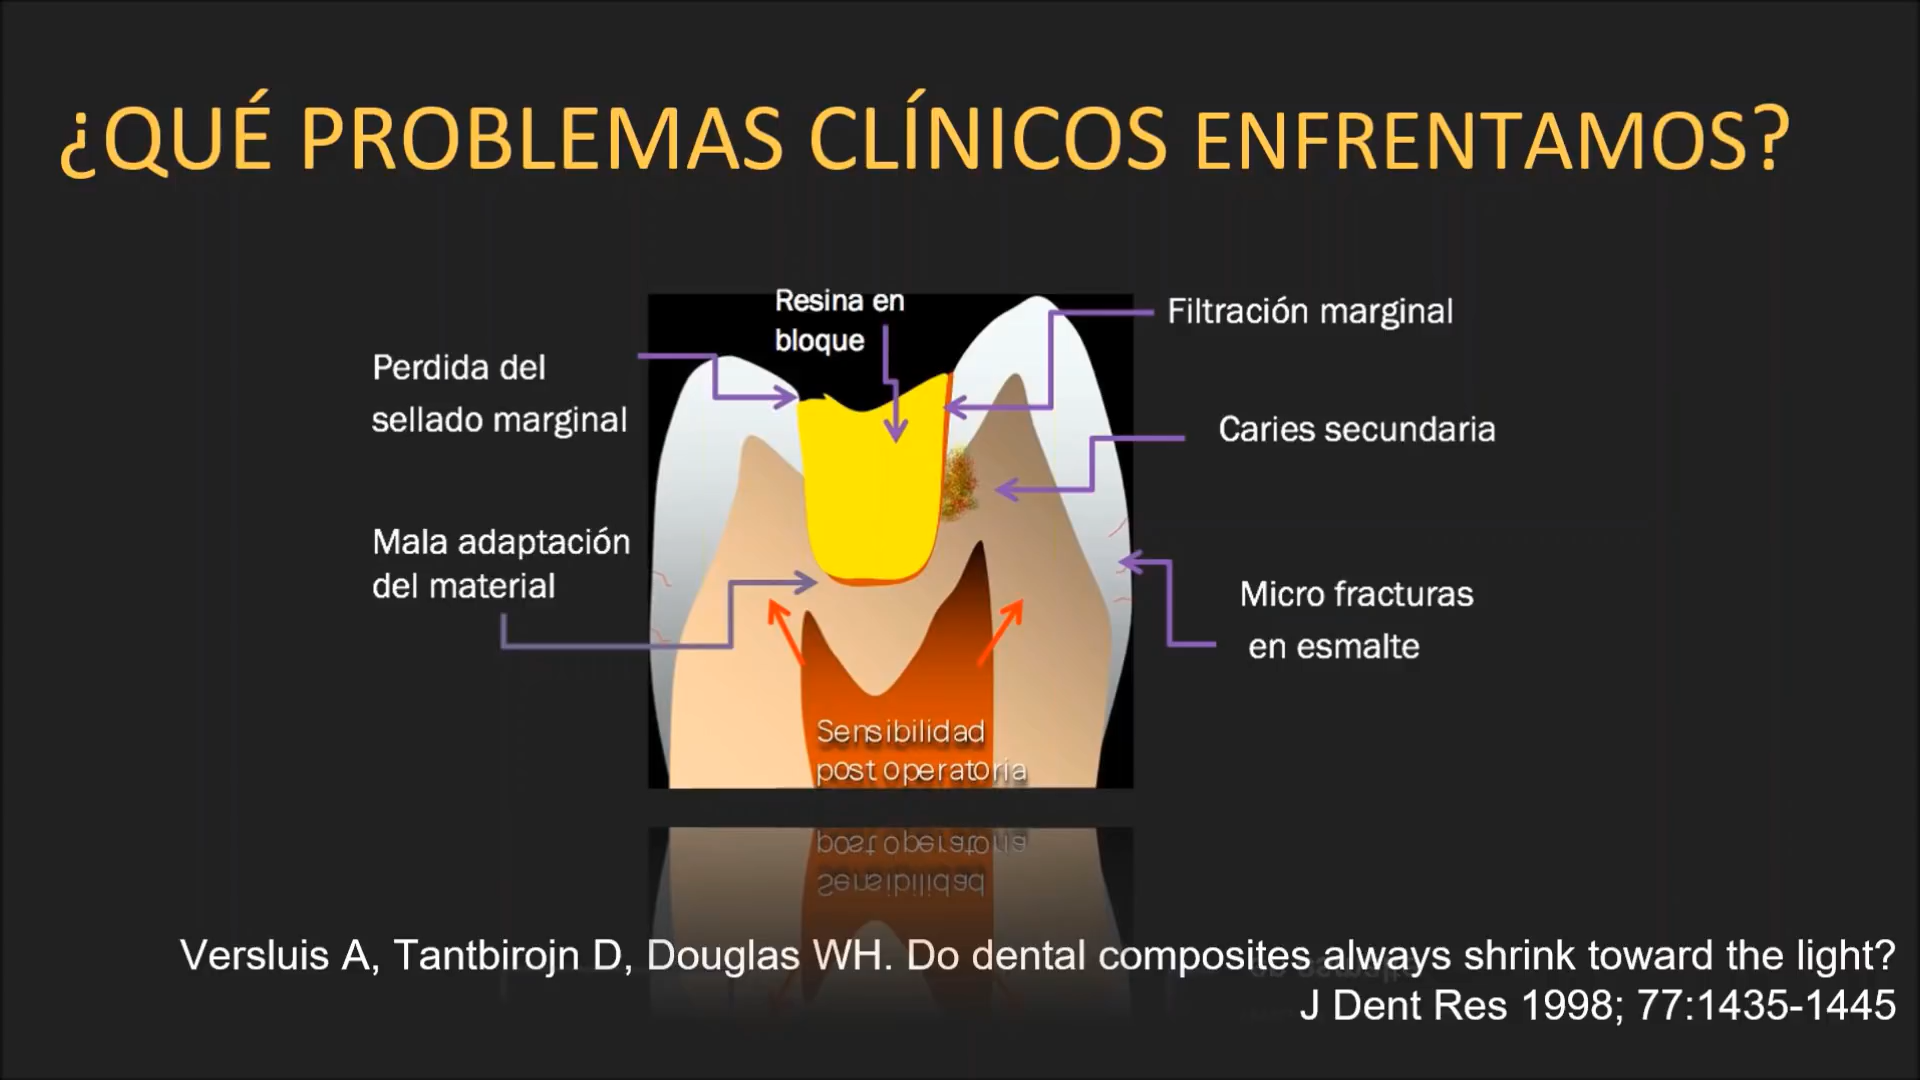 ¿QUÉ PROBLEMAS CLÍNICOS ENFRENTAMOS?
Resina en
bloque
Filtración marginal
Perdida del
sellado marginal
Caries secundaria
Mala adaptación
del material
Micro fracturas
en esmalte
Sensibilidad
post operatoria
Versluis A, Tantbirojn D, Douglas WH. Do dental composites always shrink toward the light?
J Dent Res 1998; 77:1435-1445